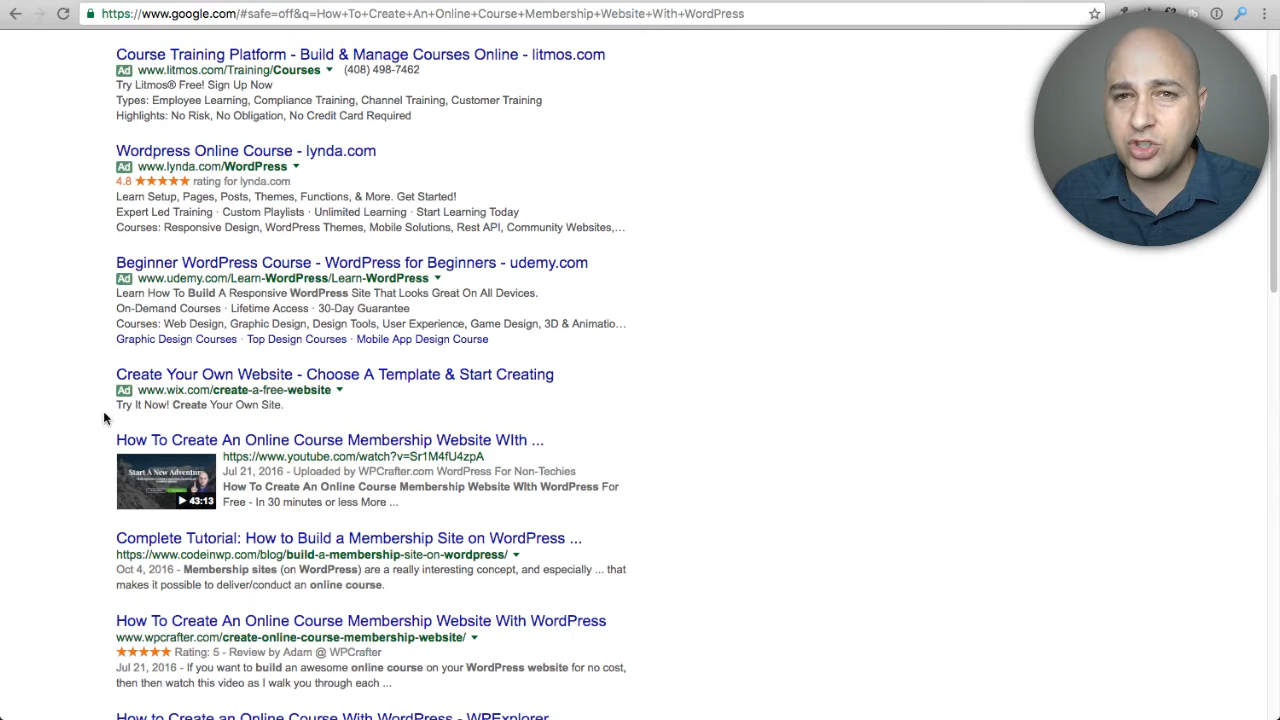 https://www.google.com/#safe=off&q=How+To+Create+An+Online+Course+Membership+Website+With+WordPress
Course Training Platform - Build & Manage Courses Online - litmos.com
Ad www.litmos.com/Training/Courses (408) 498-7462
Try Litmos® Free! Sign Up Now
Types: Employee Learning, Compliance Training, Channel Training, Customer Training
Highlights: No Risk, No Obligation, No Credit Card Required
Wordpress Online Course - lynda.com
Ad www.lynda.com/WordPress
4.8 ★★★★★ rating for lynda.com
Learn Setup, Pages, Posts, Themes, Functions, & More. Get Started!
Expert Led Training · Custom Playlists · Unlimited Learning · Start Learning Today
Courses: Responsive Design, WordPress Themes, Mobile Solutions, Rest API, Community Websites,...
Beginner WordPress Course - WordPress for Beginners - udemy.com
Ad www.udemy.com/Learn-WordPress/Learn-WordPress
Learn How To Build A Responsive WordPress Site That Looks Great On All Devices.
On-Demand Courses · Lifetime Access · 30-Day Guarantee
Courses: Web Design, Graphic Design, Design Tools, User Experience, Game Design, 3D & Animatio...
Graphic Design Courses · Top Design Courses · Mobile App Design Course
Create Your Own Website - Choose A Template & Start Creating
Ad www.wix.com/create-a-free-website
Try It Now! Create Your Own Site.
How To Create An Online Course Membership Website WIth ...
https://www.youtube.com/watch?v=Sr1M4fU4zpA
Jul 21, 2016 - Uploaded by WPCrafter.com WordPress For Non-Techies
How To Create An Online Course Membership Website WIth WordPress For
Free - In 30 minutes or less More ...
Start A New Adventure
43:13
Complete Tutorial: How to Build a Membership Site on WordPress ...
https://www.codeinwp.com/blog/build-a-membership-site-on-wordpress/
Oct 4, 2016 - Membership sites (on WordPress) are a really interesting concept, and especially ... that
makes it possible to deliver/conduct an online course.
How To Create An Online Course Membership Website With WordPress
www.wpcrafter.com/create-online-course-membership-website/
★★★★★ Rating: 5 - Review by Adam @ WPCrafter
Jul 21, 2016 - If you want to build an awesome online course on your WordPress website for no cost,
then then watch this video as I walk you through each ...
How to Create an Online Course With WordPress - WPExplorer